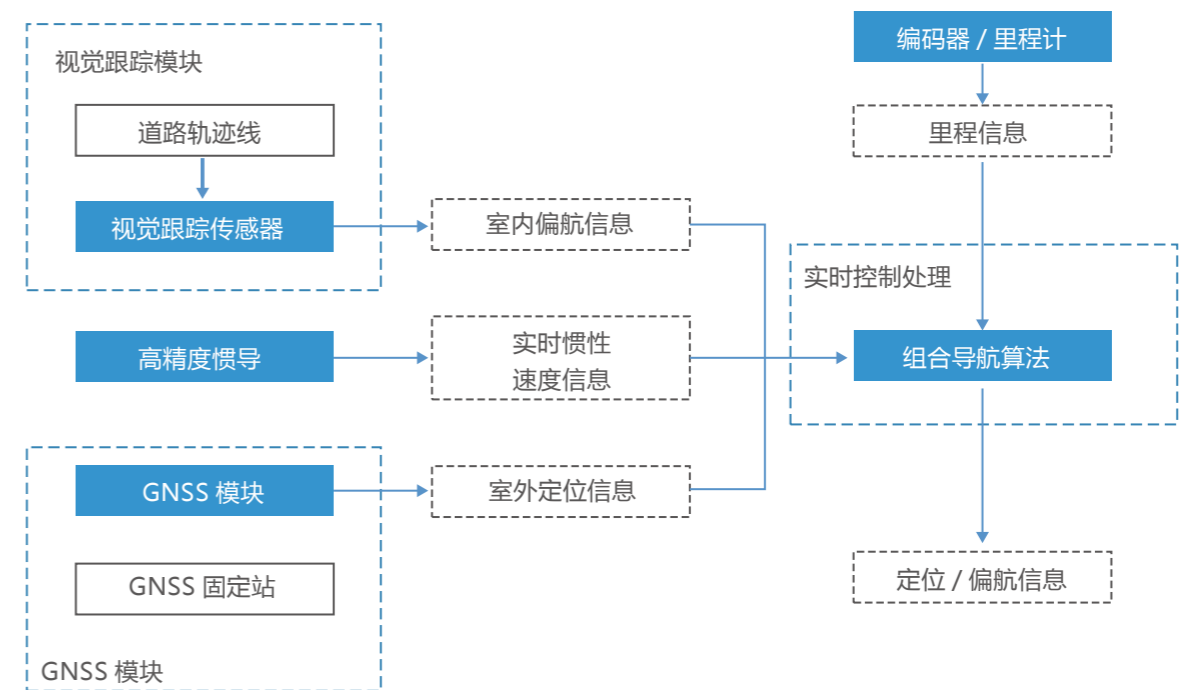 视觉跟踪模块
道路轨迹线
视觉跟踪传感器
高精度惯导
GNSS 模块
GNSS 固定站
GNSS 模块
室内偏航信息
实时惯性
速度信息
室外定位信息
编码器 / 里程计
里程信息
实时控制处理
组合导航算法
定位 / 偏航信息